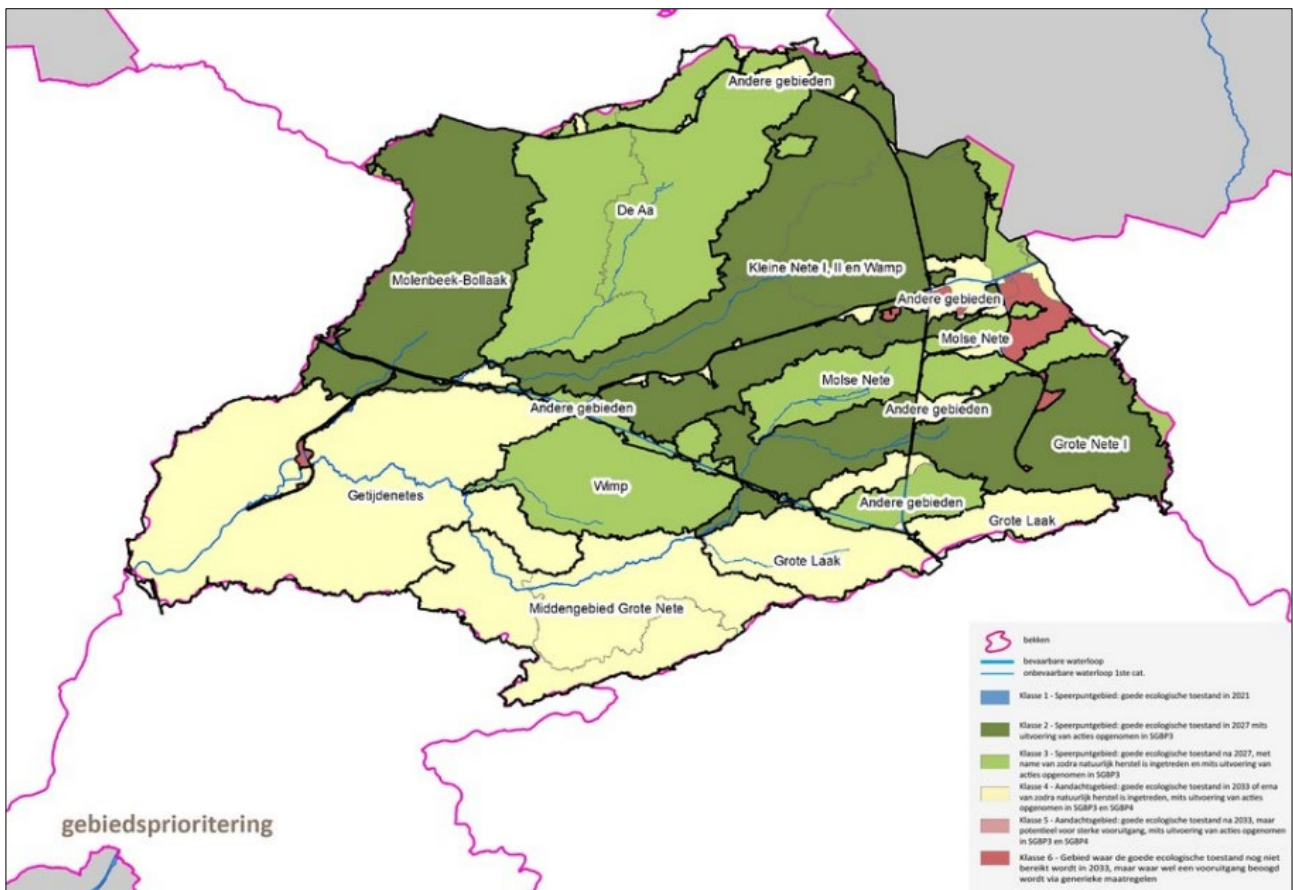 Andere gebieden
De Aa
Kleine Nete I, II en Wamp
Molenbeek-Bollaak
Andere gebieden
Molse Nete
Molse Nete
Andere gebieden
Andere gebieden
Grote Nete I
Wimp
Getijdenetes
Andere gebieden
Grote Laak
Grote Laak
Middengebied Grote Nete
gebiedsprioritering
bekken
bevaarbare waterloop
onbevaarbare waterloop 1ste cat.
Klasse 1 - Speerpuntgebied: goede ecologische toestand in 2021
Klasse 2 - Speerpuntgebied: goede ecologische toestand in 2027 mits
uitvoering van acties opgenomen in SGBP3
Klasse 3 - Speerpuntgebied: goede ecologische toestand na 2027, met
name van zodra natuurlijk herstel is ingetreden en mits uitvoering van
acties opgenomen in SGBP3
Klasse 4 - Aandachtsgebied: goede ecologische toestand in 2033 of erna
van zodra natuurlijk herstel is ingetreden, mits uitvoering van acties
opgenomen in SGBP3 en SGBP4
Klasse 5 - Aandachtsgebied: goede ecologische toestand na 2033, maar
potentieel voor sterke vooruitgang, mits uitvoering van acties opgenomen
in SGBP3 en SGBP4
Klasse 6 - Gebied waar de goede ecologische toestand nog niet
bereikt wordt in 2033, maar waar wel een vooruitgang beoogd
wordt via generieke maatregelen